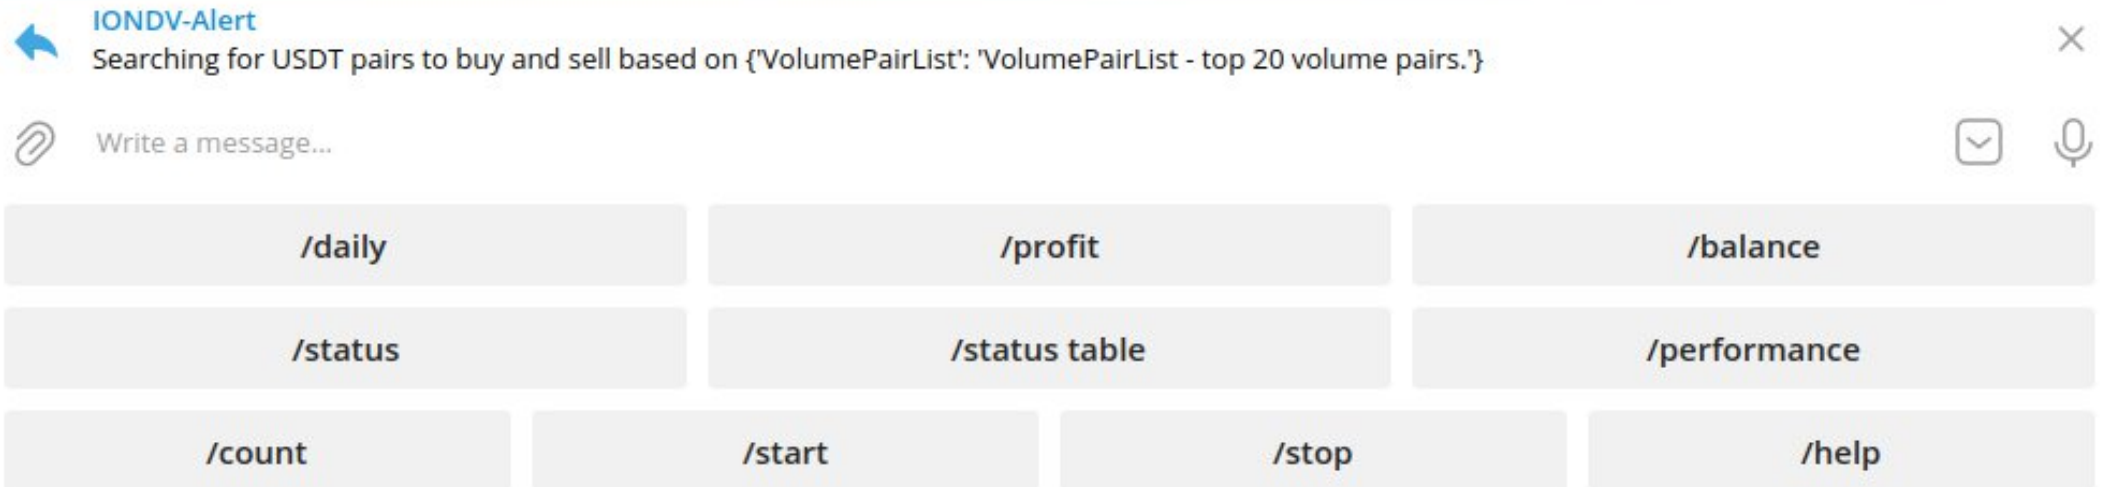 IONDV-Alert
Searching for USDT pairs to buy and sell based on {'VolumePairList': 'VolumePairList - top 20 volume pairs.'}
Write a message...
/daily /profit /balance
/status /status table /performance
/count /start /stop /help